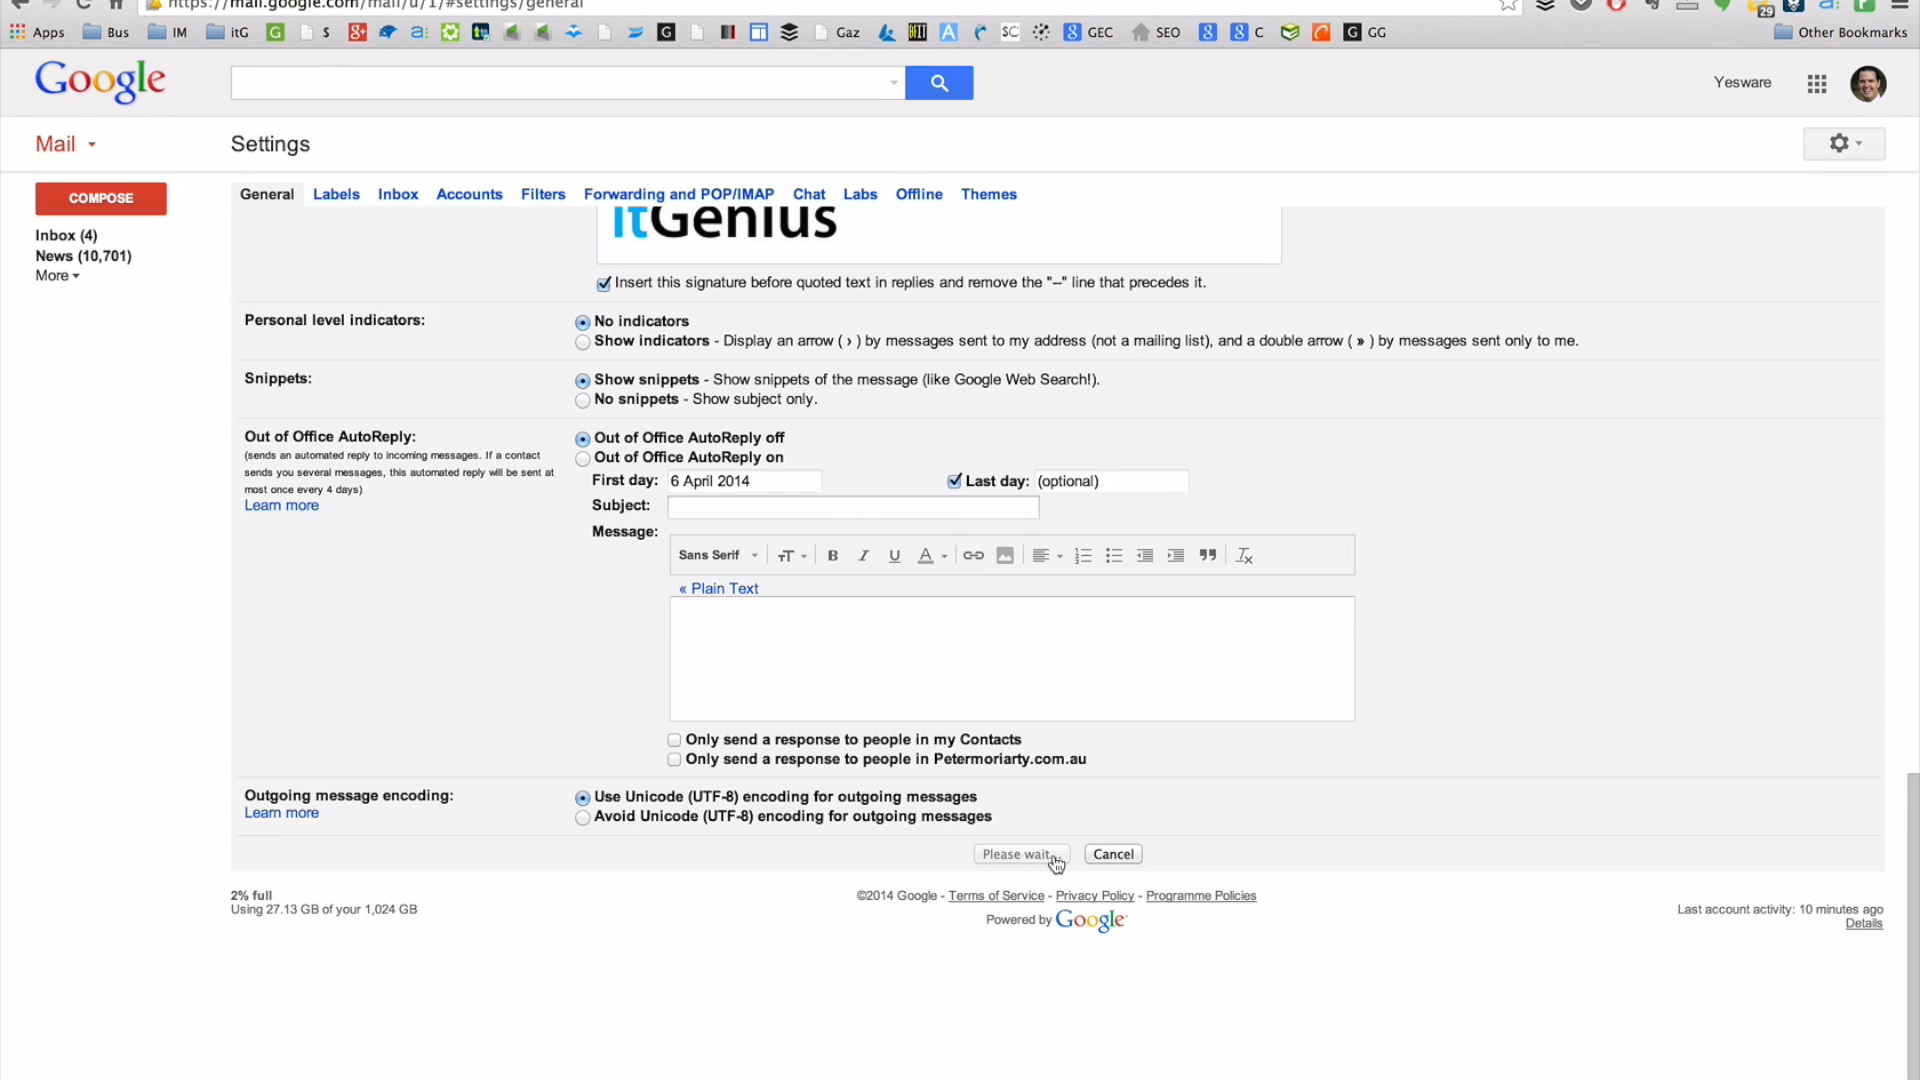 https://mail.google.com/mail/u/1/#settings/general
29
Apps Bus IM itG G $ g+ a: G Gaz BFIT A SC 8 GEC SEO 8 8 C G GG Other Bookmarks
Google Yesware
Mail Settings
COMPOSE General Labels Inbox Accounts Filters Forwarding and POP/IMAP Chat Labs Offline Themes
itGenius
Inbox (4)
News (10,701)
More
Insert this signature before quoted text in replies and remove the "--" line that precedes it.
Personal level indicators: No indicators
Show indicators - Display an arrow ( › ) by messages sent to my address (not a mailing list), and a double arrow ( » ) by messages sent only to me.
Snippets: Show snippets - Show snippets of the message (like Google Web Search!).
No snippets - Show subject only.
Out of Office AutoReply: Out of Office AutoReply off
(sends an automated reply to incoming messages. If a contact
sends you several messages, this automated reply will be sent at
most once every 4 days)
Learn more
Out of Office AutoReply on
First day: 6 April 2014 Last day: (optional)
Subject:
Message:
Sans Serif T B I U A
« Plain Text
Only send a response to people in my Contacts
Only send a response to people in Petermoriarty.com.au
Outgoing message encoding: Use Unicode (UTF-8) encoding for outgoing messages
Learn more Avoid Unicode (UTF-8) encoding for outgoing messages
Please wait... Cancel
2% full
Using 27.13 GB of your 1,024 GB
©2014 Google - Terms of Service - Privacy Policy - Programme Policies
Powered by Google
Last account activity: 10 minutes ago
Details